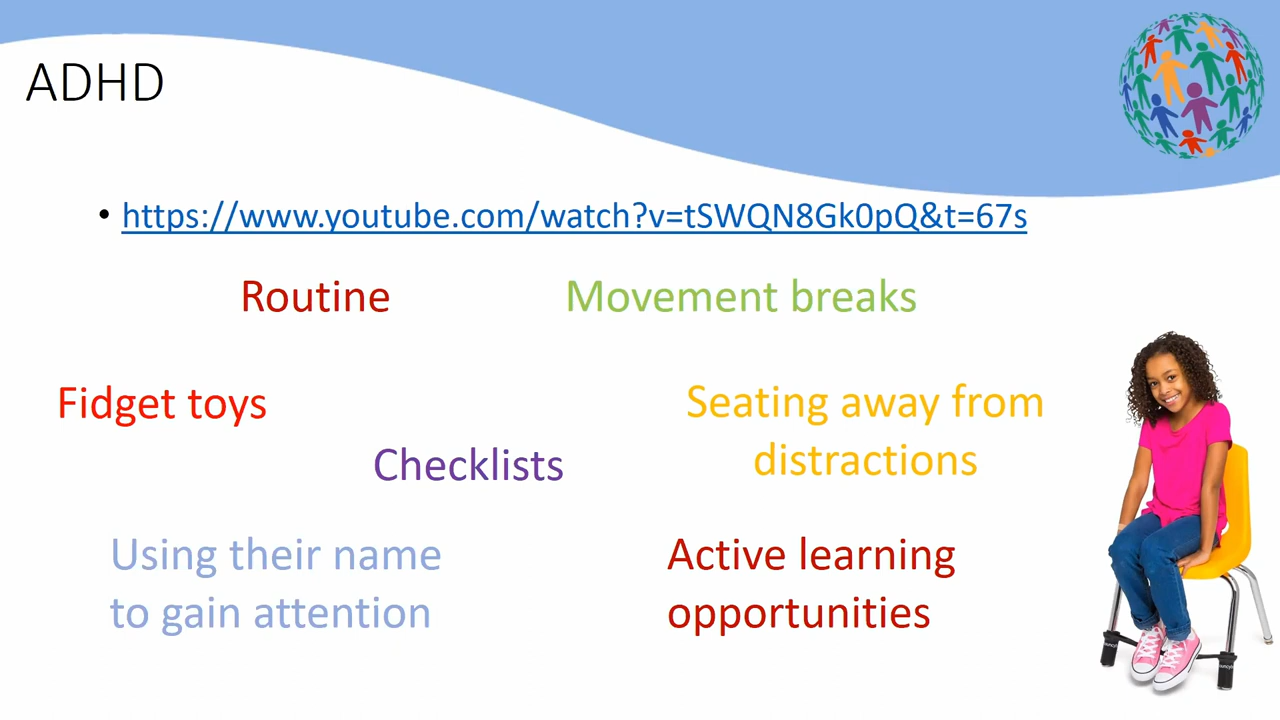 ADHD
• https://www.youtube.com/watch?v=tSWQN8Gk0pQ&t=67s
Routine
Movement breaks
Fidget toys
Seating away from
distractions
Checklists
Using their name
to gain attention
Active learning
opportunities